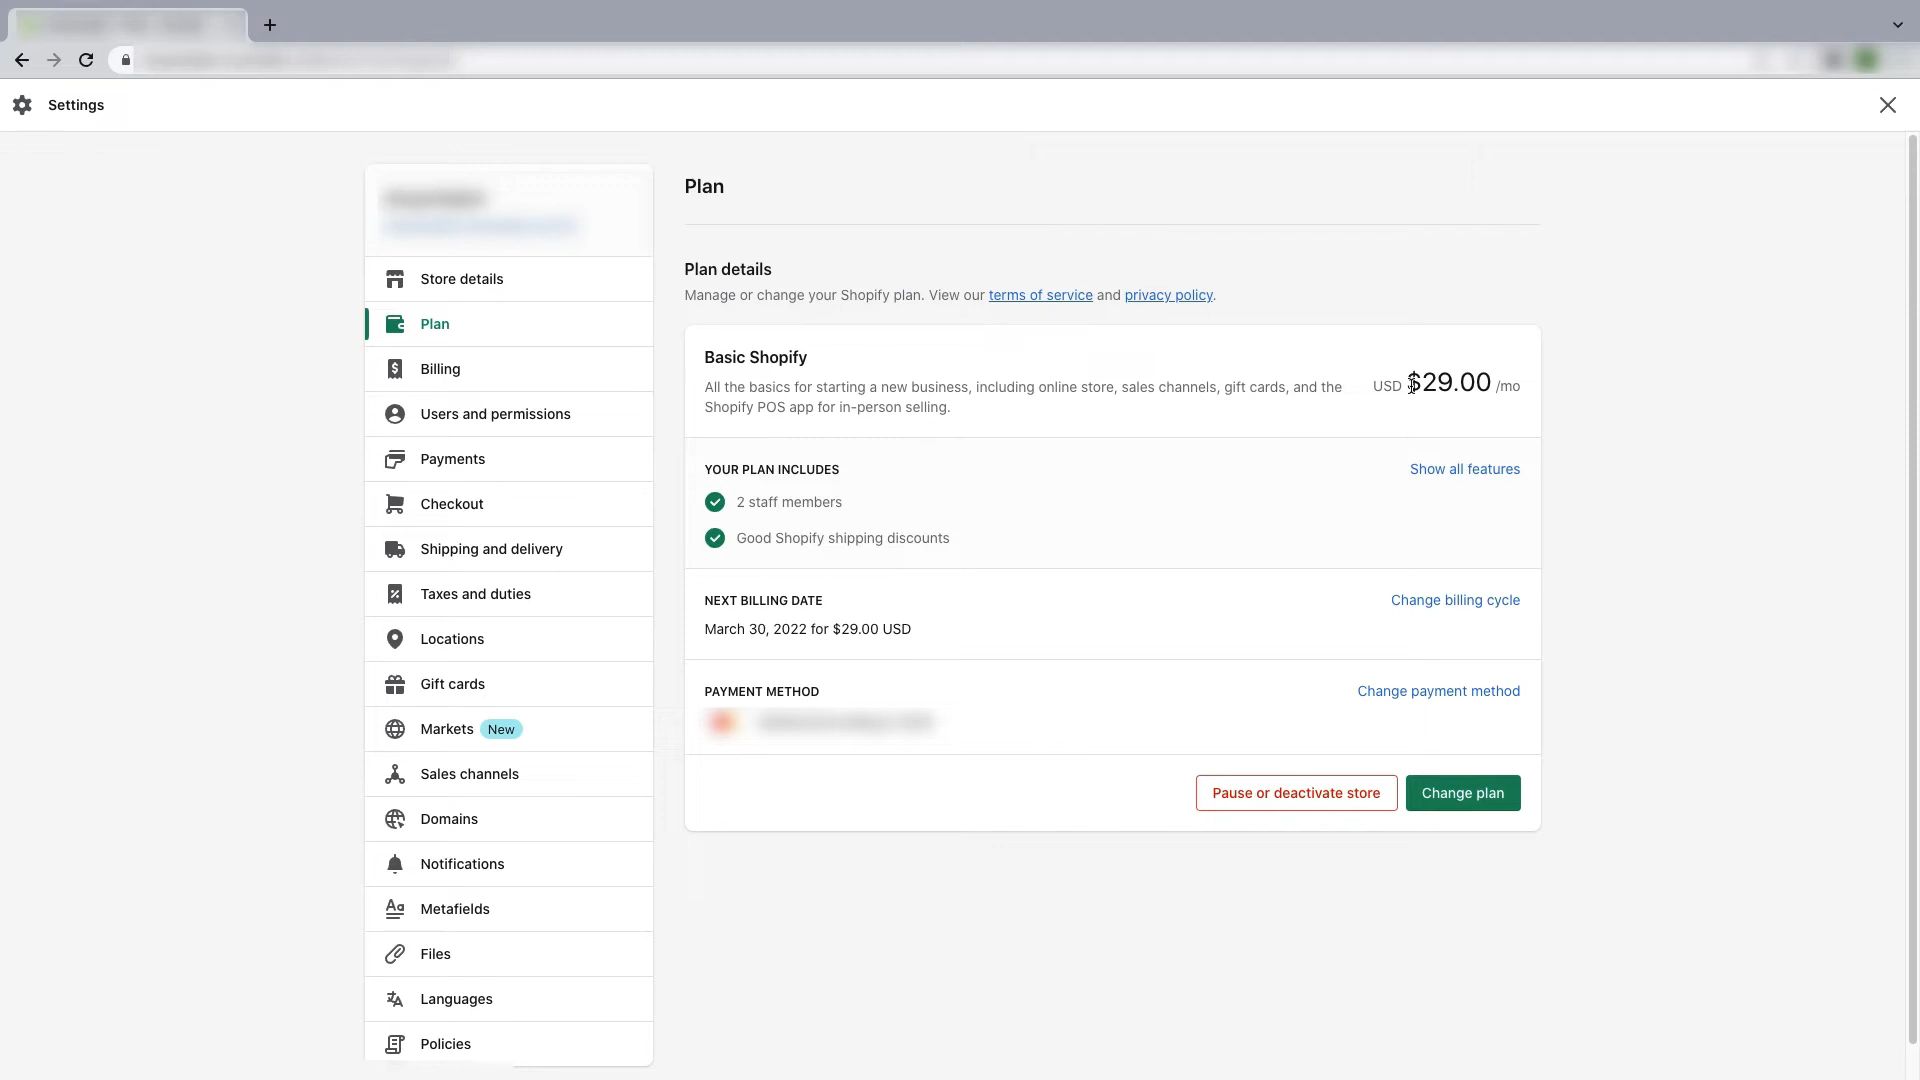 Settings
Store details
Plan
Billing
Users and permissions
Payments
Checkout
Shipping and delivery
Taxes and duties
Locations
Gift cards
Markets New
Sales channels
Domains
Notifications
Metafields
Files
Languages
Policies
Plan
Plan details
Manage or change your Shopify plan. View our terms of service and privacy policy.
Basic Shopify
All the basics for starting a new business, including online store, sales channels, gift cards, and the
Shopify POS app for in-person selling.
USD $29.00 /mo
YOUR PLAN INCLUDES
Show all features
2 staff members
Good Shopify shipping discounts
NEXT BILLING DATE
Change billing cycle
March 30, 2022 for $29.00 USD
PAYMENT METHOD
Change payment method
Pause or deactivate store
Change plan